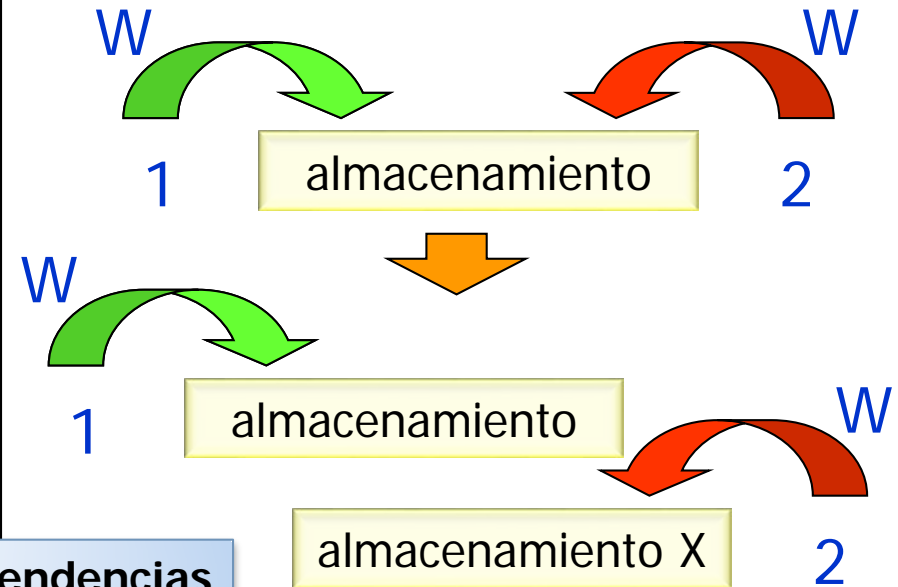 W W
1 almacenamiento 2
W
1 almacenamiento
W
almacenamiento X 2
endencias